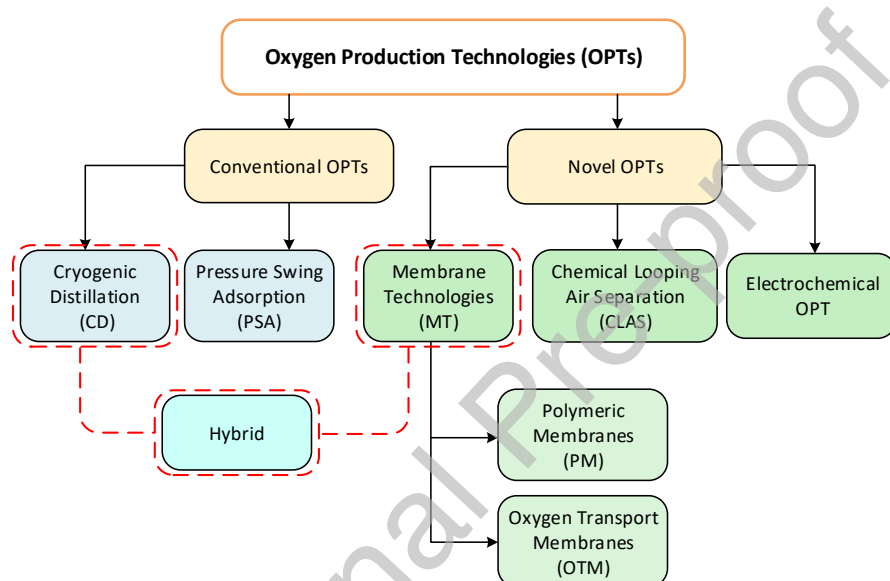 Oxygen Production Technologies (OPTs)
Conventional OPTs
Novel OPTs
Cryogenic
Distillation
(CD)
Pressure Swing
Adsorption
(PSA)
Membrane
Technologies
(MT)
Chemical Looping
Air Separation
(CLAS)
Electrochemical
OPT
Hybrid
Polymeric
Membranes
(PM)
Oxygen Transport
Membranes
(OTM)
nal Pre-proof